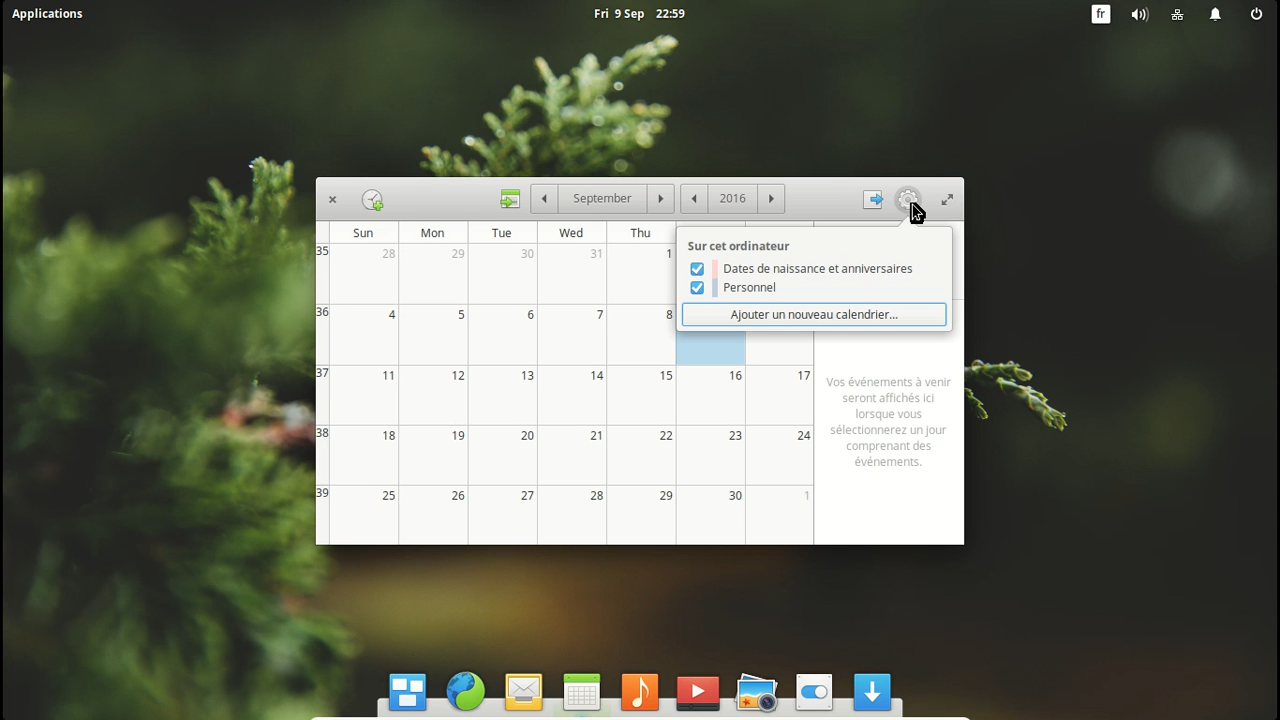 Applications
Fri 9 Sep 22:59
fr
September
2016
Sun Mon Tue Wed Thu
35 28 29 30 31 1
36 4 5 6 7 8
37 11 12 13 14 15 16 17
38 18 19 20 21 22 23 24
39 25 26 27 28 29 30 1
Sur cet ordinateur
Dates de naissance et anniversaires
Personnel
Ajouter un nouveau calendrier...
Vos événements à venir
seront affichés ici
lorsque vous
sélectionnerez un jour
comprenant des
événements.